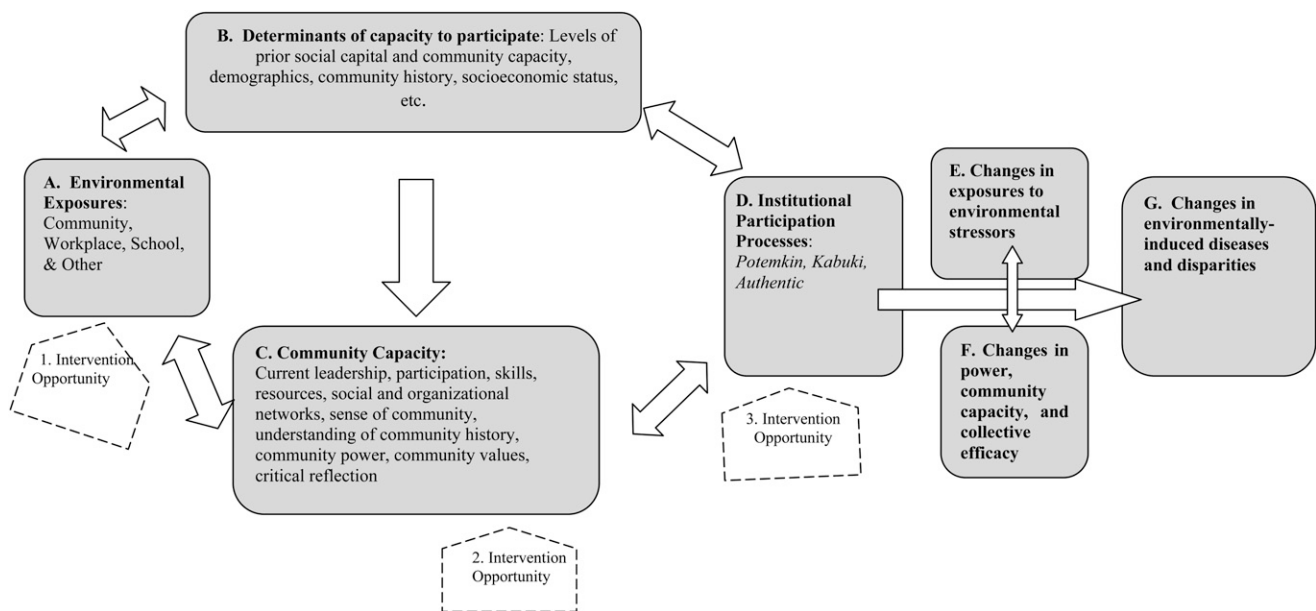 B. Determinants of capacity to participate: Levels of
prior social capital and community capacity,
demographics, community history, socioeconomic status,
etc.
A. Environmental
Exposures:
Community,
Workplace, School,
& Other
1. Intervention
Opportunity
C. Community Capacity:
Current leadership, participation, skills,
resources, social and organizational
networks, sense of community,
understanding of community history,
community power, community values,
critical reflection
2. Intervention
Opportunity
D. Institutional
Participation
Processes:
Potemkin, Kabuki,
Authentic
3. Intervention
Opportunity
E. Changes in
exposures to
environmental
stressors
F. Changes in
power,
community
capacity, and
collective
efficacy
G. Changes in
environmentally-
induced diseases
and disparities